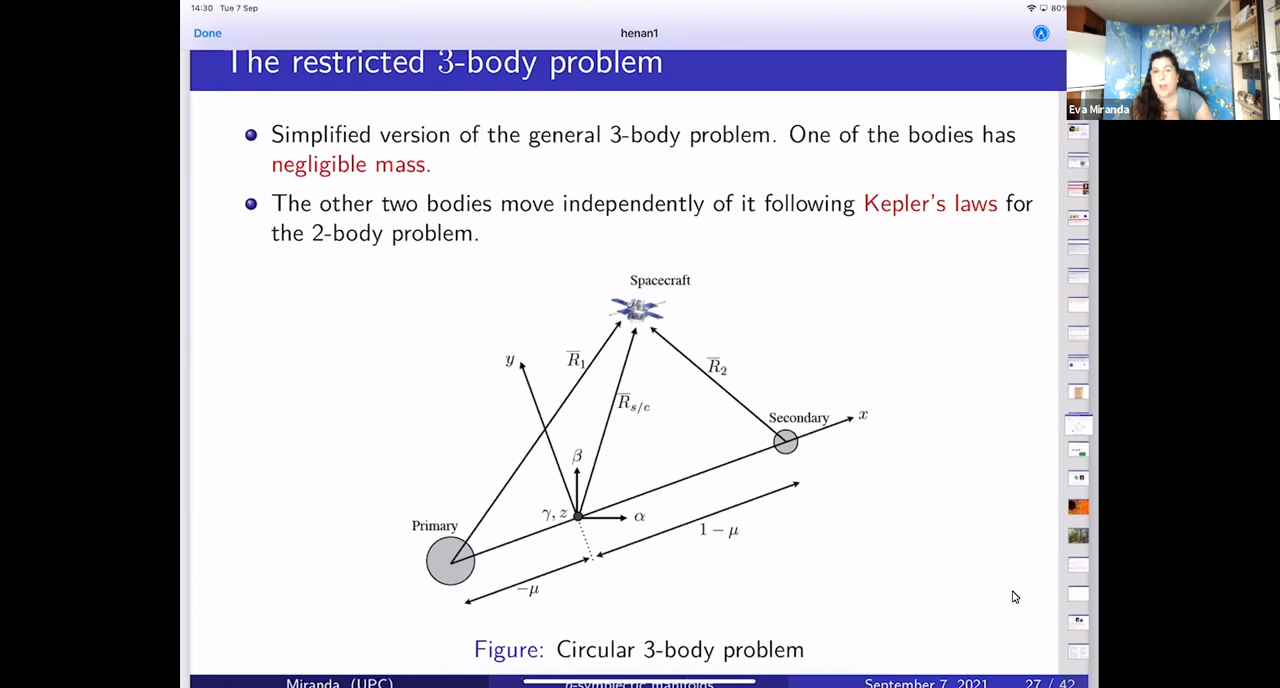 14:30 Tue 7 Sep
80%
Done
henan1
The restricted 3-body problem
Eva Miranda
Simplified version of the general 3-body problem. One of the bodies has
negligible mass.
The other two bodies move independently of it following Kepler's laws for
the 2-body problem.
Spacecraft
y
R̅₁
R̅₂
R̅s/c
Secondary
x
β
γ, z
α
Primary
1 − μ
−μ
Figure: Circular 3-body problem
Miranda (UPC)
b-symplectic manifolds
September 7, 2021
27 / 42